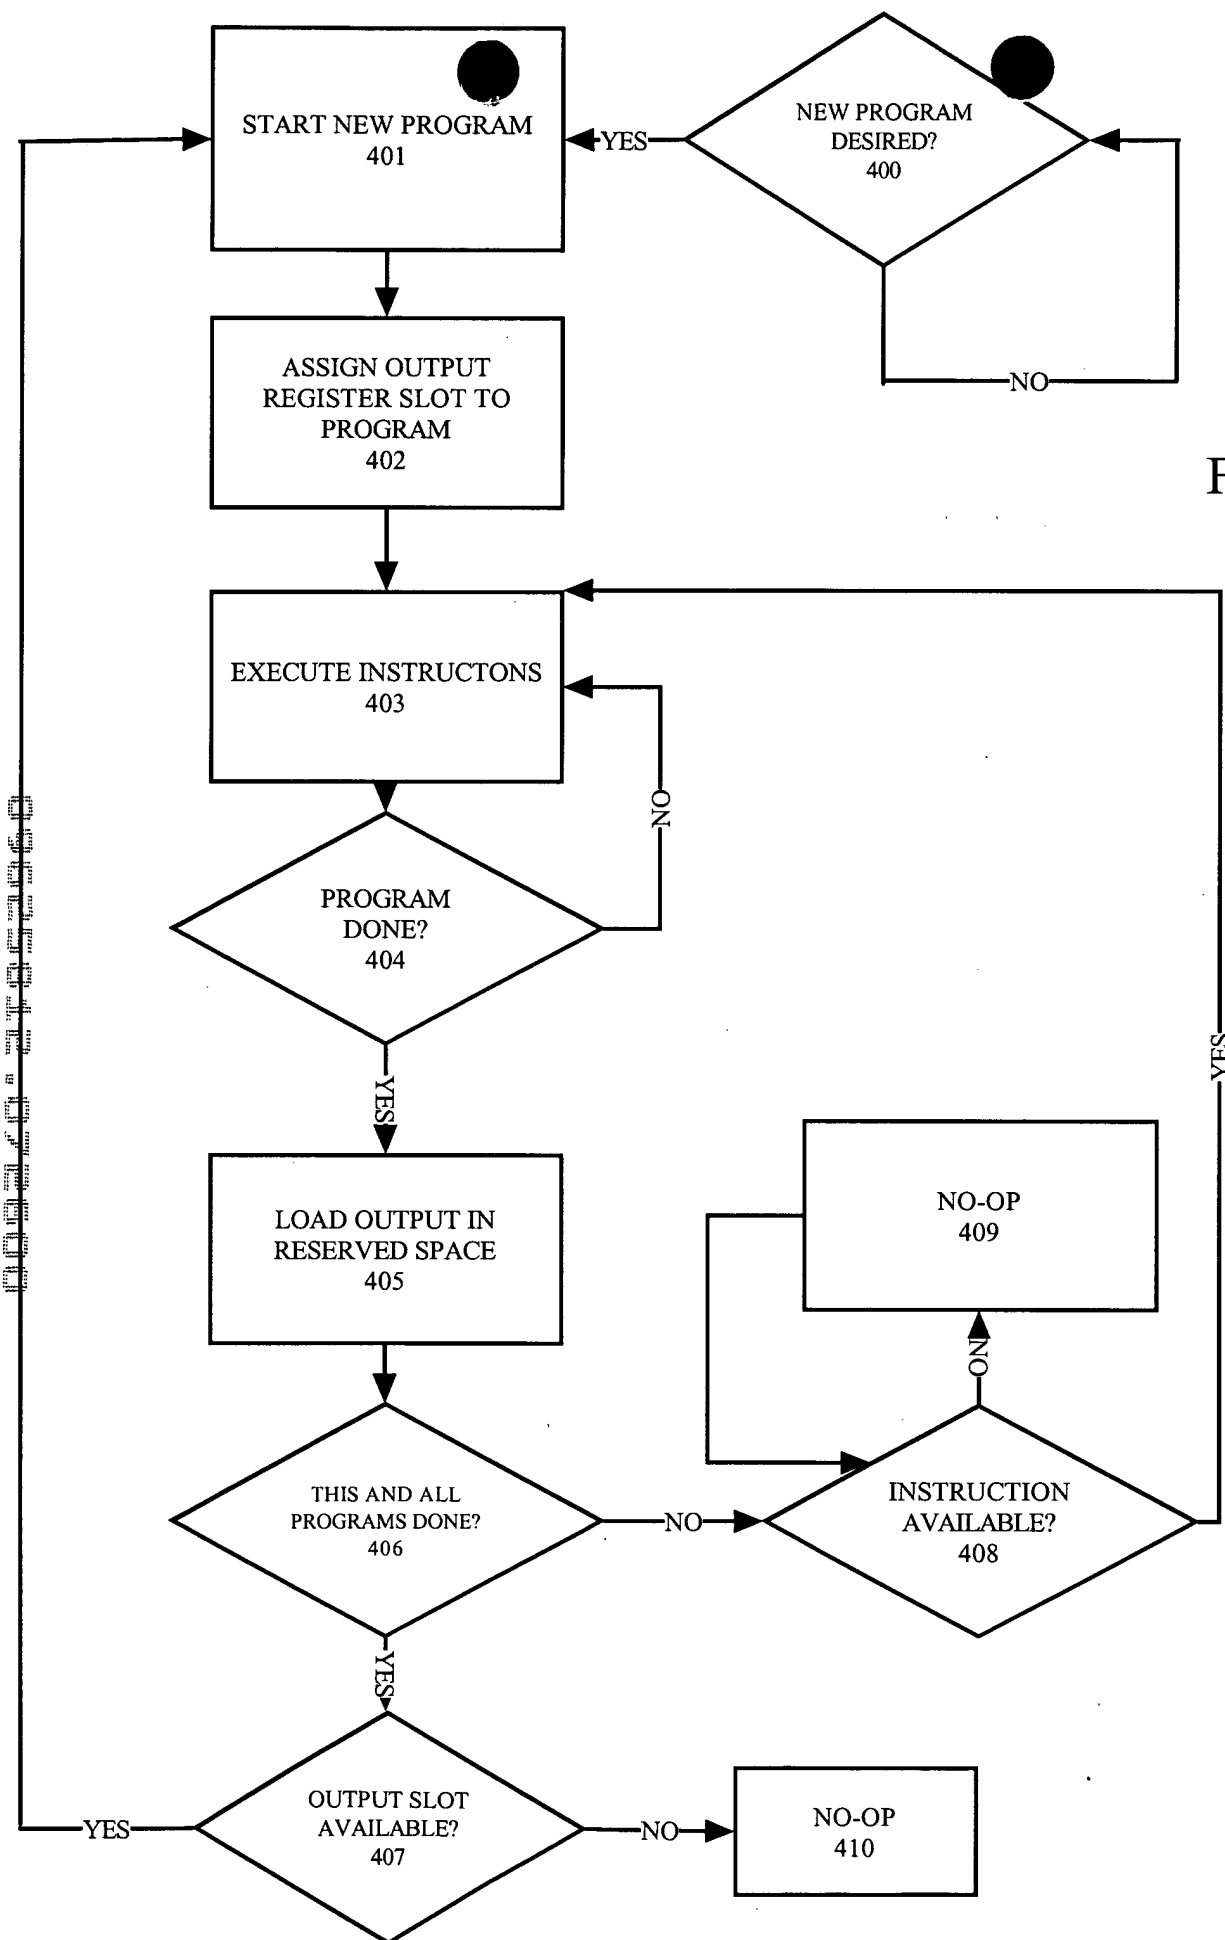 START NEW PROGRAM
401
YES
NEW PROGRAM
DESIRED?
400
NO
ASSIGN OUTPUT
REGISTER SLOT TO
PROGRAM
402
F
EXECUTE INSTRUCTONS
403
NO
PROGRAM
DONE?
404
YES
YES
LOAD OUTPUT IN
RESERVED SPACE
405
NO-OP
409
NO
THIS AND ALL
PROGRAMS DONE?
406
NO
INSTRUCTION
AVAILABLE?
408
YES
OUTPUT SLOT
AVAILABLE?
407
YES
NO
NO-OP
410